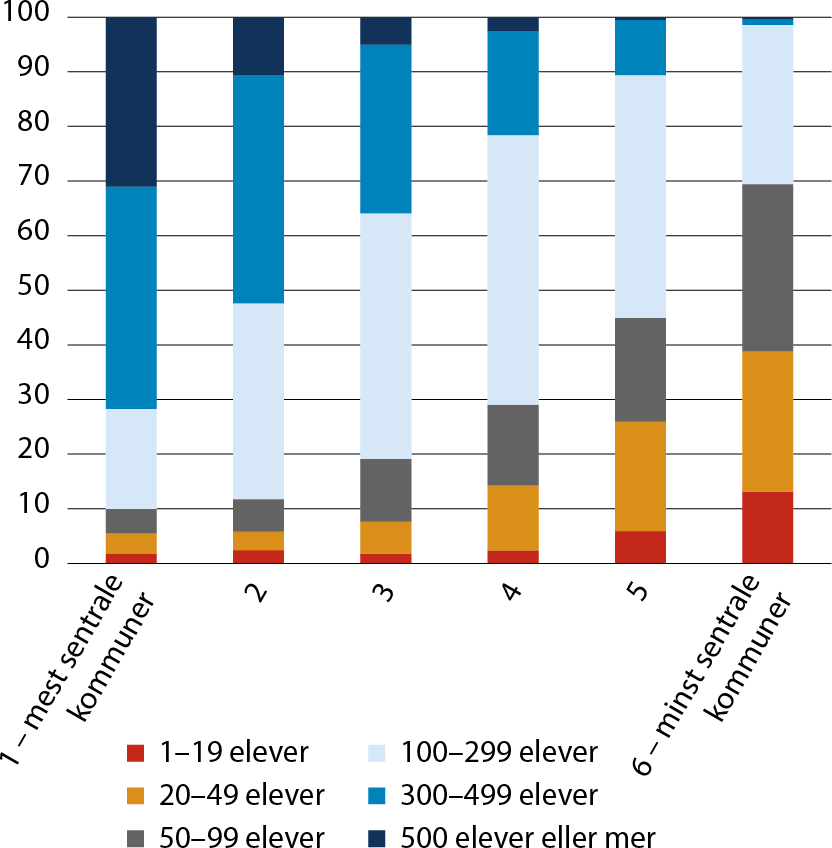 100
90
80
70
60
50
40
30
20
10
0
1 – mest sentrale
kommuner
2
3
4
5
6 – minst sentrale
kommuner
1–19 elever
20–49 elever
50–99 elever
100–299 elever
300–499 elever
500 elever eller mer